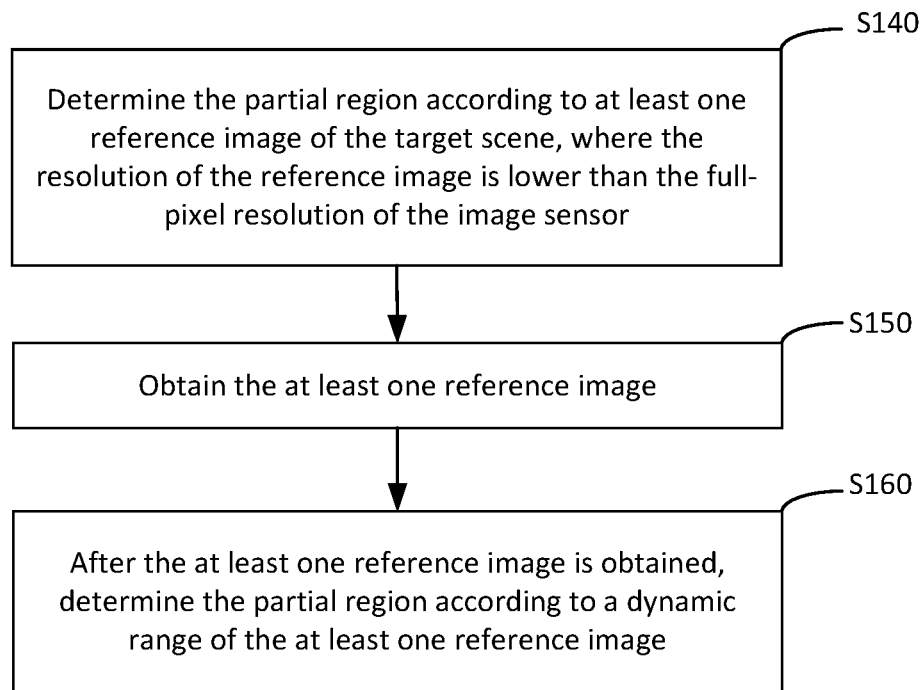 S140
Determine the partial region according to at least one
reference image of the target scene, where the
resolution of the reference image is lower than the full-
pixel resolution of the image sensor
S150
Obtain the at least one reference image
S160
After the at least one reference image is obtained,
determine the partial region according to a dynamic
range of the at least one reference image